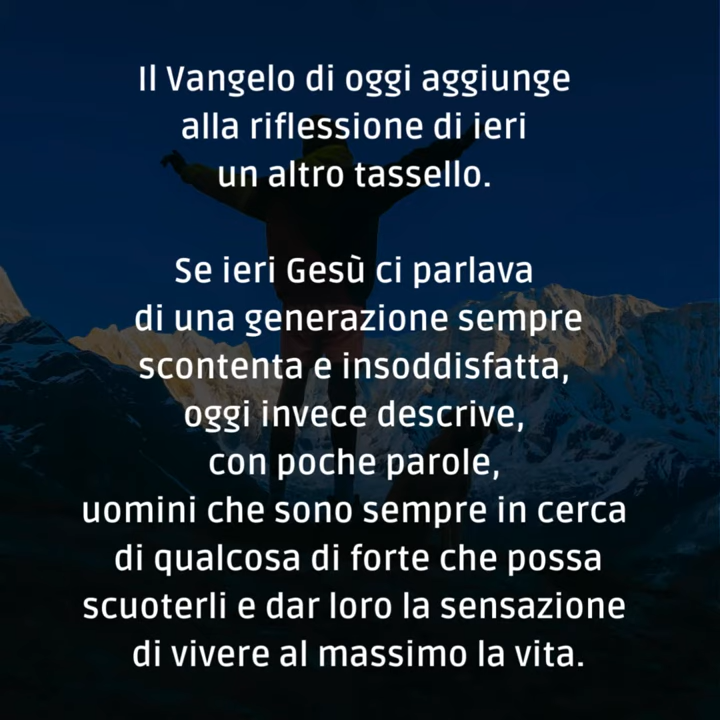 Il Vangelo di oggi aggiunge
alla riflessione di ieri
un altro tassello.
Se ieri Gesù ci parlava
di una generazione sempre
scontenta e insoddisfatta,
oggi invece descrive,
con poche parole,
uomini che sono sempre in cerca
di qualcosa di forte che possa
scuoterli e dar loro la sensazione
di vivere al massimo la vita.